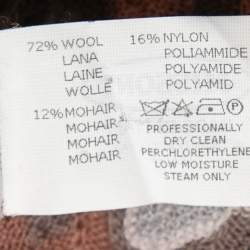 72% WOOL 16% NYLON
LANA POLIAMMIDE
LAINE POLYAMIDE
WOLLE POLYAMID
12% MOHAIR
MOHAIR
MOHAIR PROFESSIONALLY
MOHAIR DRY CLEAN
PERCHLORETHYLENE
LOW MOISTURE
STEAM ONLY